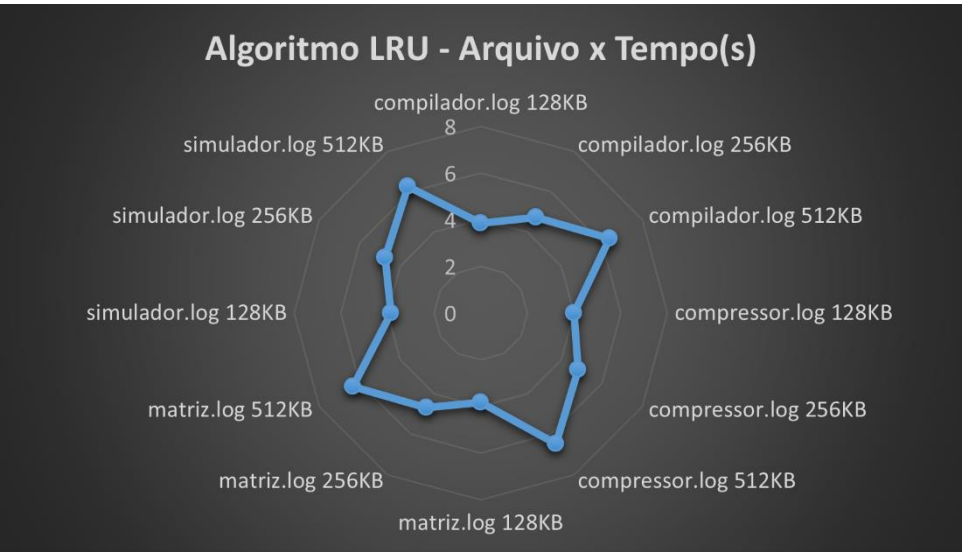 Algoritmo LRU - Arquivo x Tempo(s)
compilador.log 128KB
8
simulador.log 512KB
compilador.log 256KB
6
simulador.log 256KB
4
compilador.log 512KB
2
simulador.log 128KB
0
compressor.log 128KB
matriz.log 512KB
compressor.log 256KB
matriz.log 256KB
compressor.log 512KB
matriz.log 128KB